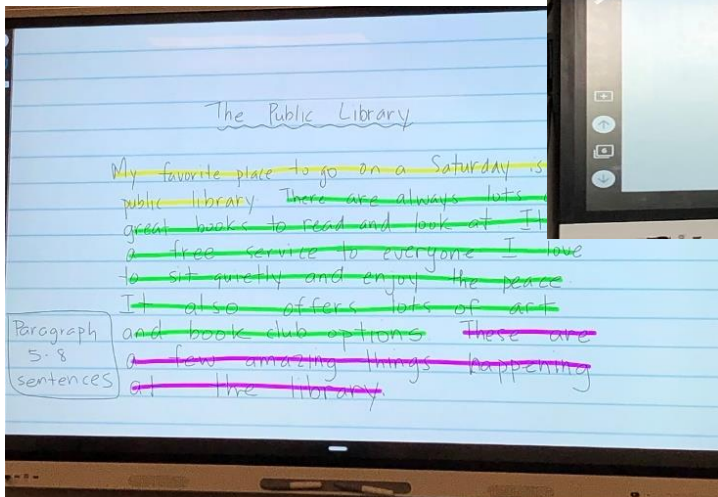 The Public Library
My favorite place to go on a Saturday is
public library There are always lots
great books to read and look at It
a free service to everyone I love
to sit quietly and enjoy the peace.
It also offers lots of art
and book club options These are
a few amazing things happening
at the library.
Paragraph
5-8
sentences
6